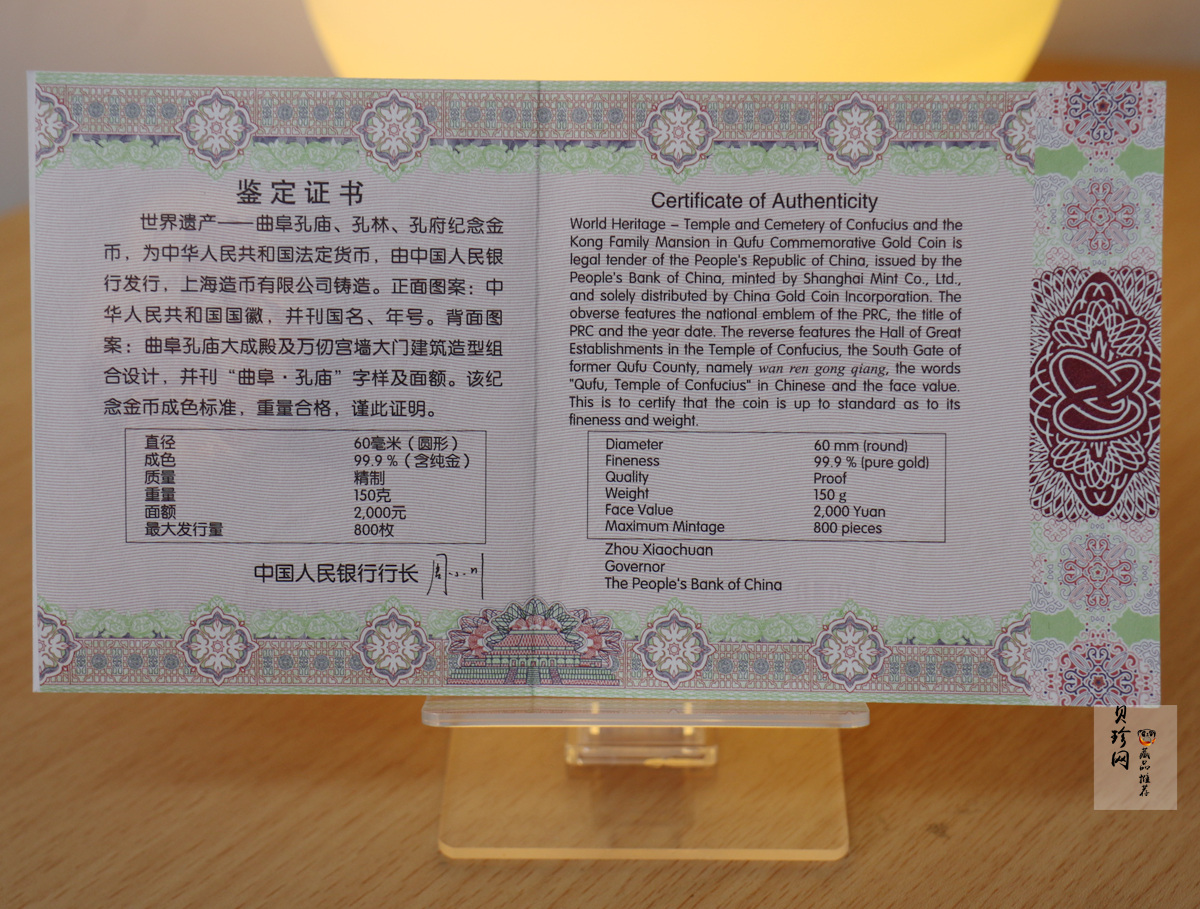 鉴定证书
世界遗产——曲阜孔庙、孔林、孔府纪念金
币，为中华人民共和国法定货币，由中国人民银
行发行，上海造币有限公司铸造。正面图案：中
华人民共和国国徽，并刊国名、年号。背面图
案：曲阜孔庙大成殿及万仞宫墙大门建筑造型组
合设计，并刊“曲阜·孔庙”字样及面额。该纪
念金币成色标准，重量合格，谨此证明。
直径 60毫米（圆形）
成色 99.9％（含纯金）
质量 精制
重量 150克
面额 2,000元
最大发行量 800枚
中国人民银行行长
Certificate of Authenticity
World Heritage – Temple and Cemetery of Confucius and the
Kong Family Mansion in Qufu Commemorative Gold Coin is
legal tender of the People's Republic of China, issued by the
People's Bank of China, minted by Shanghai Mint Co., Ltd.,
and solely distributed by China Gold Coin Incorporation. The
obverse features the national emblem of the PRC, the title of
PRC and the year date. The reverse features the Hall of Great
Establishments in the Temple of Confucius, the South Gate of
former Qufu County, namely wan ren gong qiang, the words
"Qufu, Temple of Confucius" in Chinese and the face value.
This is to certify that the coin is up to standard as to its
fineness and weight.
Diameter 60 mm (round)
Fineness 99.9 % (pure gold)
Quality Proof
Weight 150 g
Face Value 2,000 Yuan
Maximum Mintage 800 pieces
Zhou Xiaochuan
Governor
The People's Bank of China
贝珍网
藏品推荐